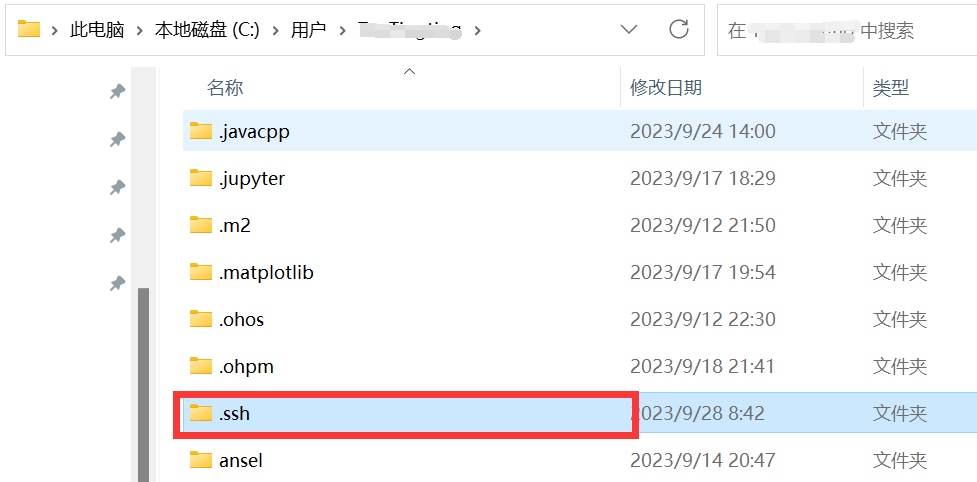 此电脑 > 本地磁盘 (C:) > 用户 >
在 中搜索
名称 修改日期 类型
.javacpp 2023/9/24 14:00 文件夹
.jupyter 2023/9/17 18:29 文件夹
.m2 2023/9/12 21:50 文件夹
.matplotlib 2023/9/17 19:54 文件夹
.ohos 2023/9/12 22:30 文件夹
.ohpm 2023/9/18 21:41 文件夹
.ssh 2023/9/28 8:42 文件夹
ansel 2023/9/14 20:47 文件夹